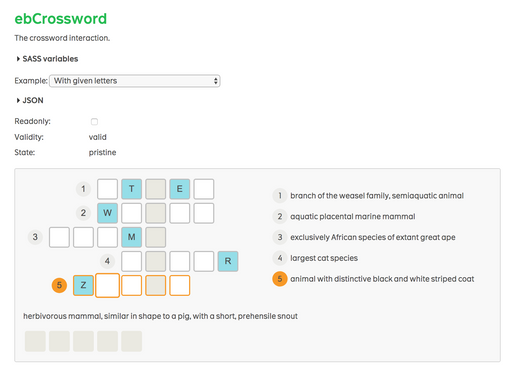 ebCrossword
The crossword interaction.
SASS variables
Example: With given letters
JSON
Readonly:
Validity: valid
State: pristine
1 T E
2 W
3 M
4 R
5 Z
1 branch of the weasel family, semiaquatic animal
2 aquatic placental marine mammal
3 exclusively African species of extant great ape
4 largest cat species
5 animal with distinctive black and white striped coat
herbivorous mammal, similar in shape to a pig, with a short, prehensile snout